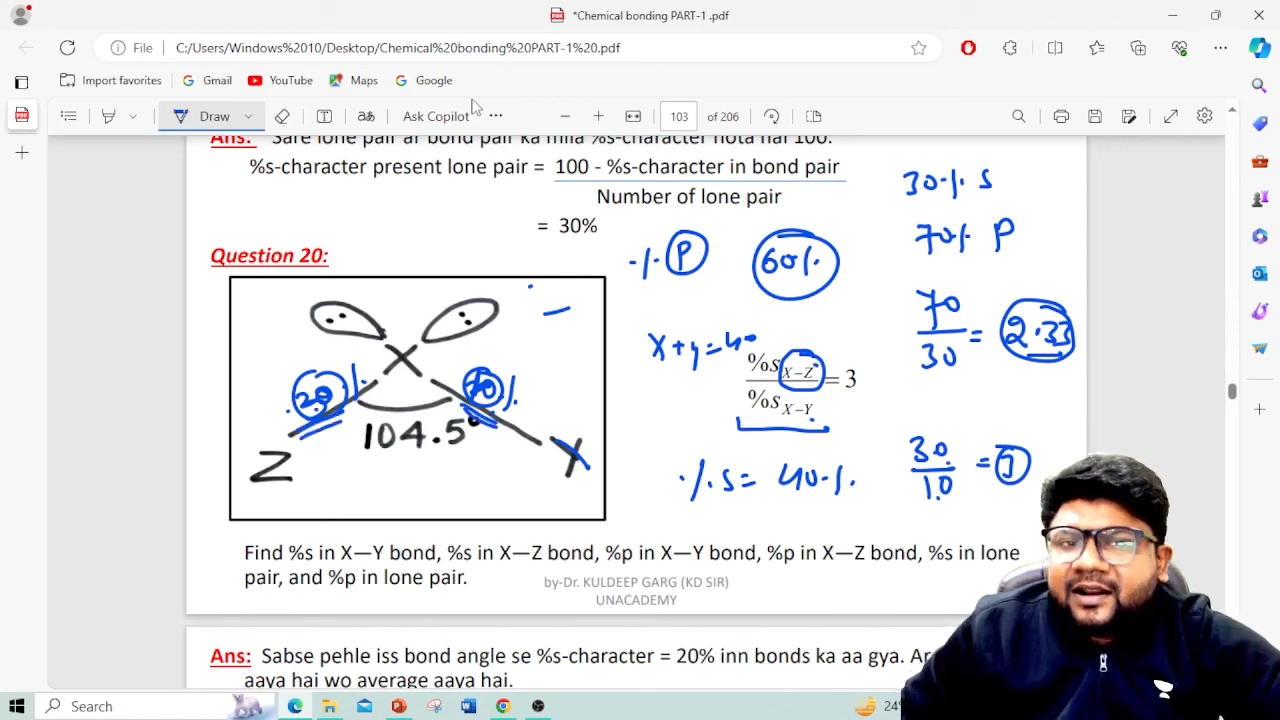 *Chemical bonding PART-1 .pdf
File C:/Users/Windows%2010/Desktop/Chemical%20bonding%20PART-1%20.pdf
Import favorites Gmail YouTube Maps Google
Draw Ask Copilot 103 of 206
Ans: Sare lone pair ar bond pair ka mila %s-character hota hai 100.
%s-character present lone pair = 100 - %s-character in bond pair
Number of lone pair
= 30%
30% s
70% P
Question 20:
% P 60%
70/30 = 2.33
X+y=40
%s X–Z / %s X–Y = 3
20 %
10 %
104.5°
Z X Y
%s = 40%
30/10 =
Find %s in X—Y bond, %s in X—Z bond, %p in X—Y bond, %p in X—Z bond, %s in lone
pair, and %p in lone pair.
by-Dr. KULDEEP GARG (KD SIR)
UNACADEMY
Ans: Sabse pehle iss bond angle se %s-character = 20% inn bonds ka aa gya. Ar
aaya hai wo average aaya hai.
Search
24°